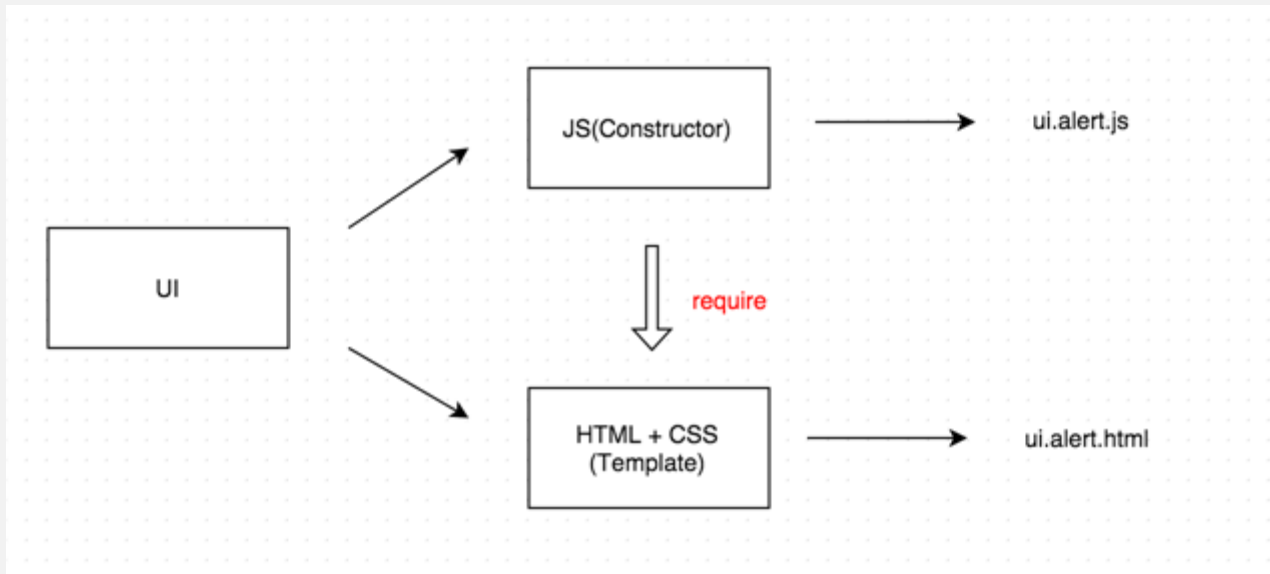 JS(Constructor)
ui.alert.js
UI
require
HTML + CSS
(Template)
ui.alert.html